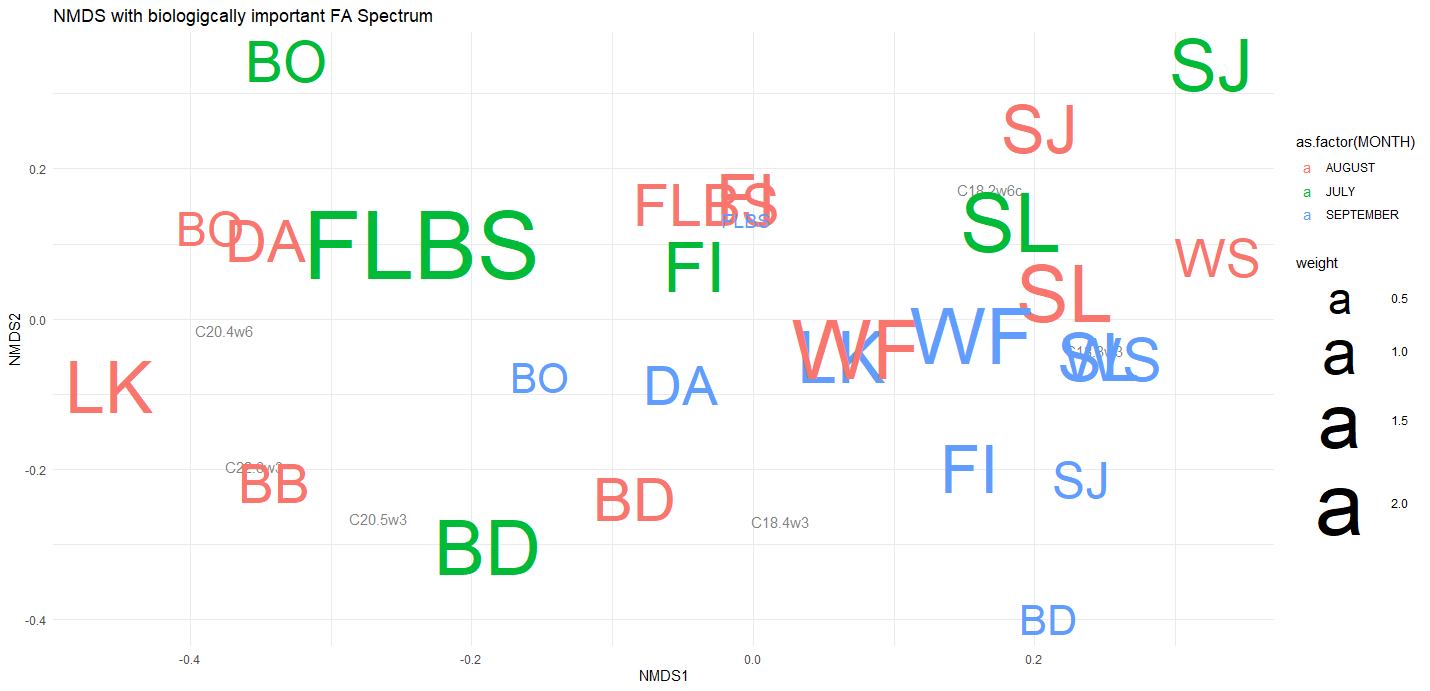 NMDS with biologigcally important FA Spectrum
BO
SJ
SJ
C18.2w6c
FI
FLBS
FLBS
BO
DA
FLBS
SL
FI
WS
SL
C20.4w6
WF
WF
LK
SL
WS
LK
BO
DA
C22.6w3
BB
FI
SJ
BD
C20.5w3
C18.4w3
BD
BD
0.2
0.0
-0.2
-0.4
NMDS2
-0.4
-0.2
0.0
0.2
NMDS1
as.factor(MONTH)
a AUGUST
a JULY
a SEPTEMBER
weight
a 0.5
a 1.0
a 1.5
a 2.0